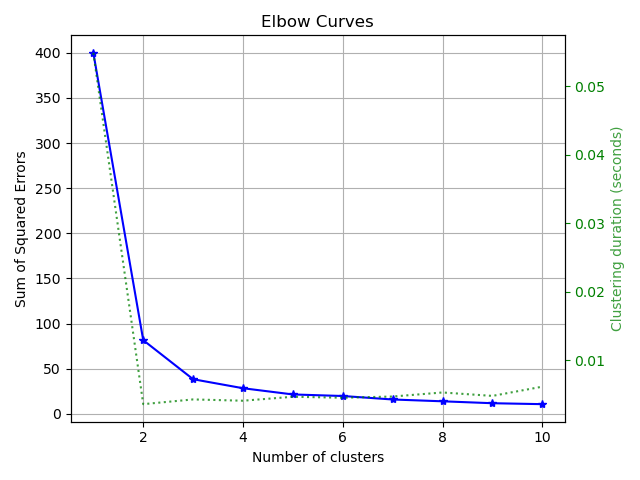 Elbow Curves
400
350
300
250
200
150
100
50
0
Sum of Squared Errors
0.05
0.04
0.03
0.02
0.01
Clustering duration (seconds)
2 4 6 8 10
Number of clusters